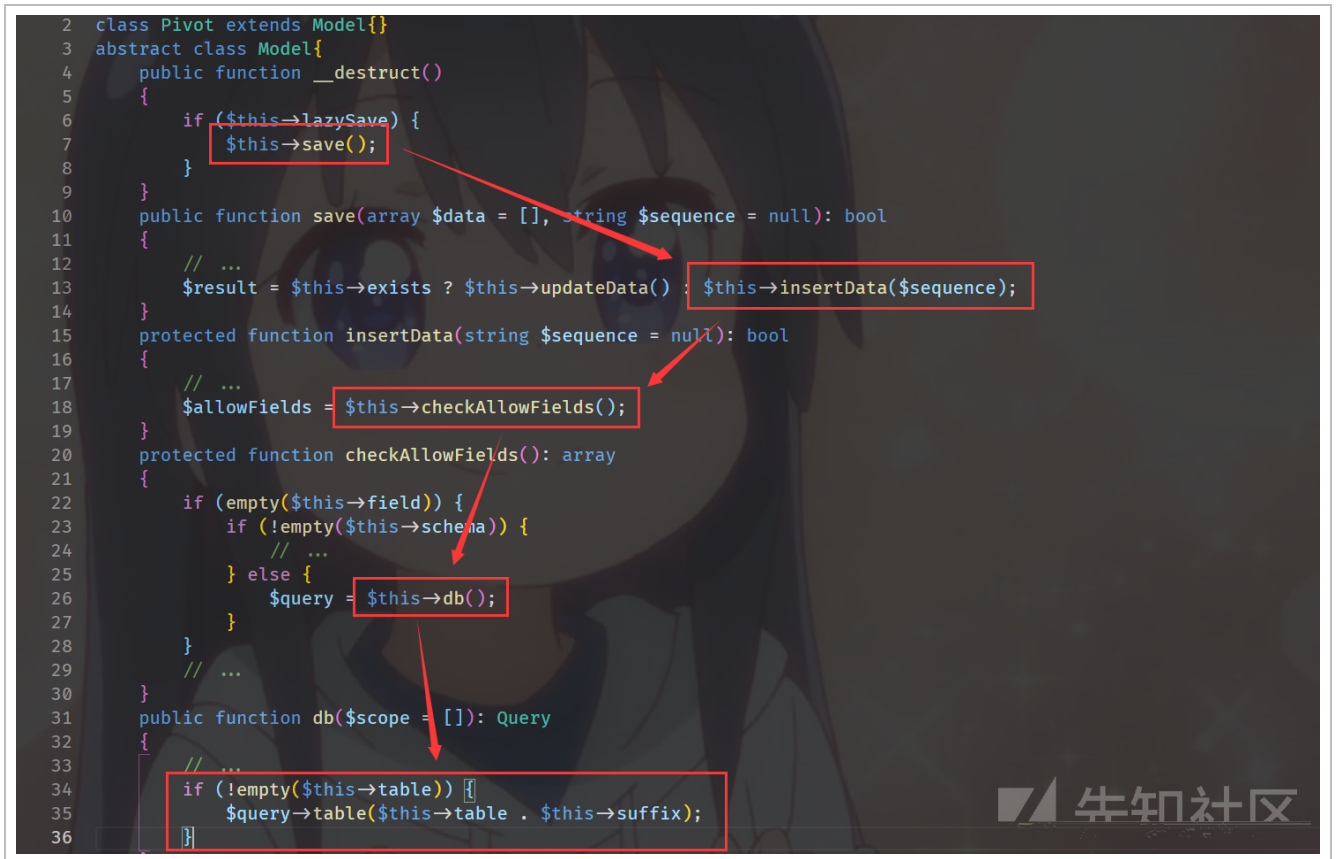 2 class Pivot extends Model{}
3 abstract class Model{
4 public function __destruct()
5 {
6 if ($this->lazySave) {
7 $this->save();
8 }
9 }
10 public function save(array $data = [], string $sequence = null): bool
11 {
12 // ...
13 $result = $this->exists ? $this->updateData() : $this->insertData($sequence);
14 }
15 protected function insertData(string $sequence = null): bool
16 {
17 // ...
18 $allowFields = $this->checkAllowFields();
19 }
20 protected function checkAllowFields(): array
21 {
22 if (empty($this->field)) {
23 if (!empty($this->schema)) {
24 // ...
25 } else {
26 $query = $this->db();
27 }
28 }
29 // ...
30 }
31 public function db($scope = []): Query
32 {
33 // ...
34 if (!empty($this->table)) {
35 $query->table($this->table . $this->suffix);
36 }
先知社区